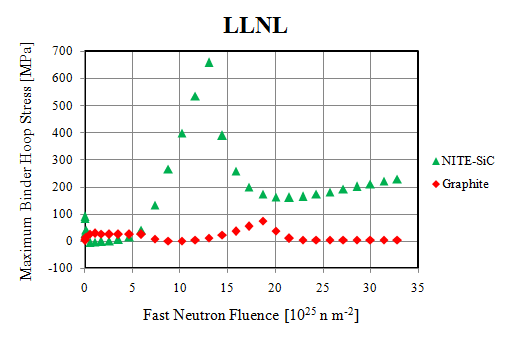 LLNL
Maximum Binder Hoop Stress [MPa]
700
600
500
400
300
200
100
0
-100
0 5 10 15 20 25 30 35
Fast Neutron Fluence [10²⁵ n m⁻²]
NITE-SiC
Graphite